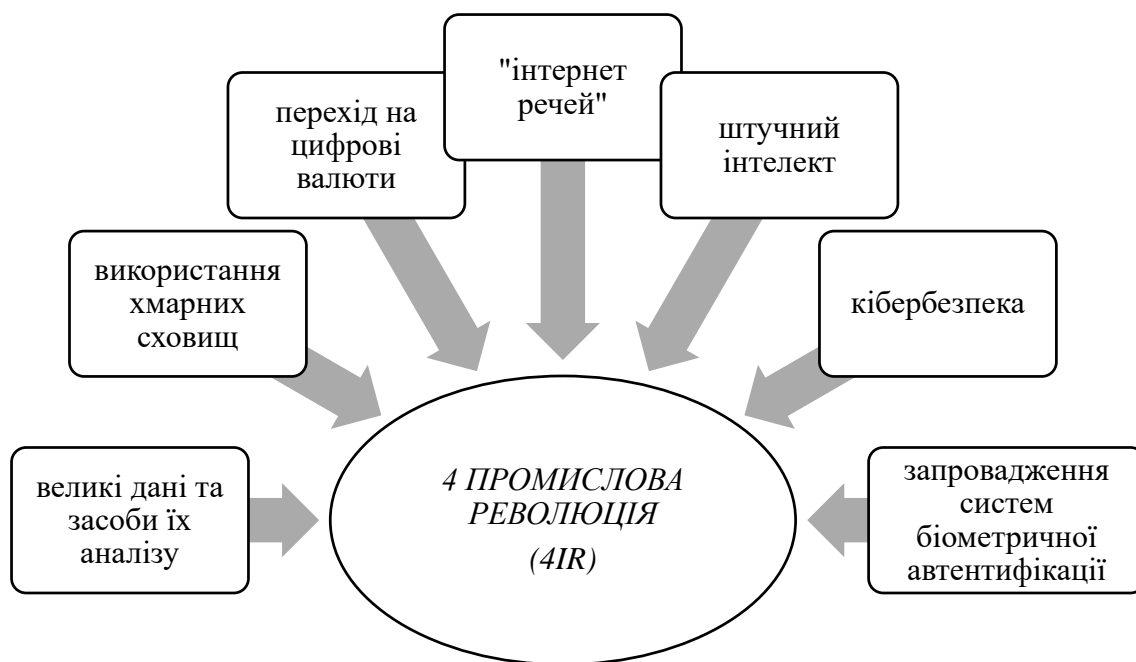 "інтернет
речей"
перехід на
цифрові
валюти
штучний
інтелект
використання
хмарних
сховищ
кібербезпека
великі дані та
засоби їх
аналізу
4 ПРОМИСЛОВА
РЕВОЛЮЦІЯ
(4IR)
запровадження
систем
біометричної
автентифікації